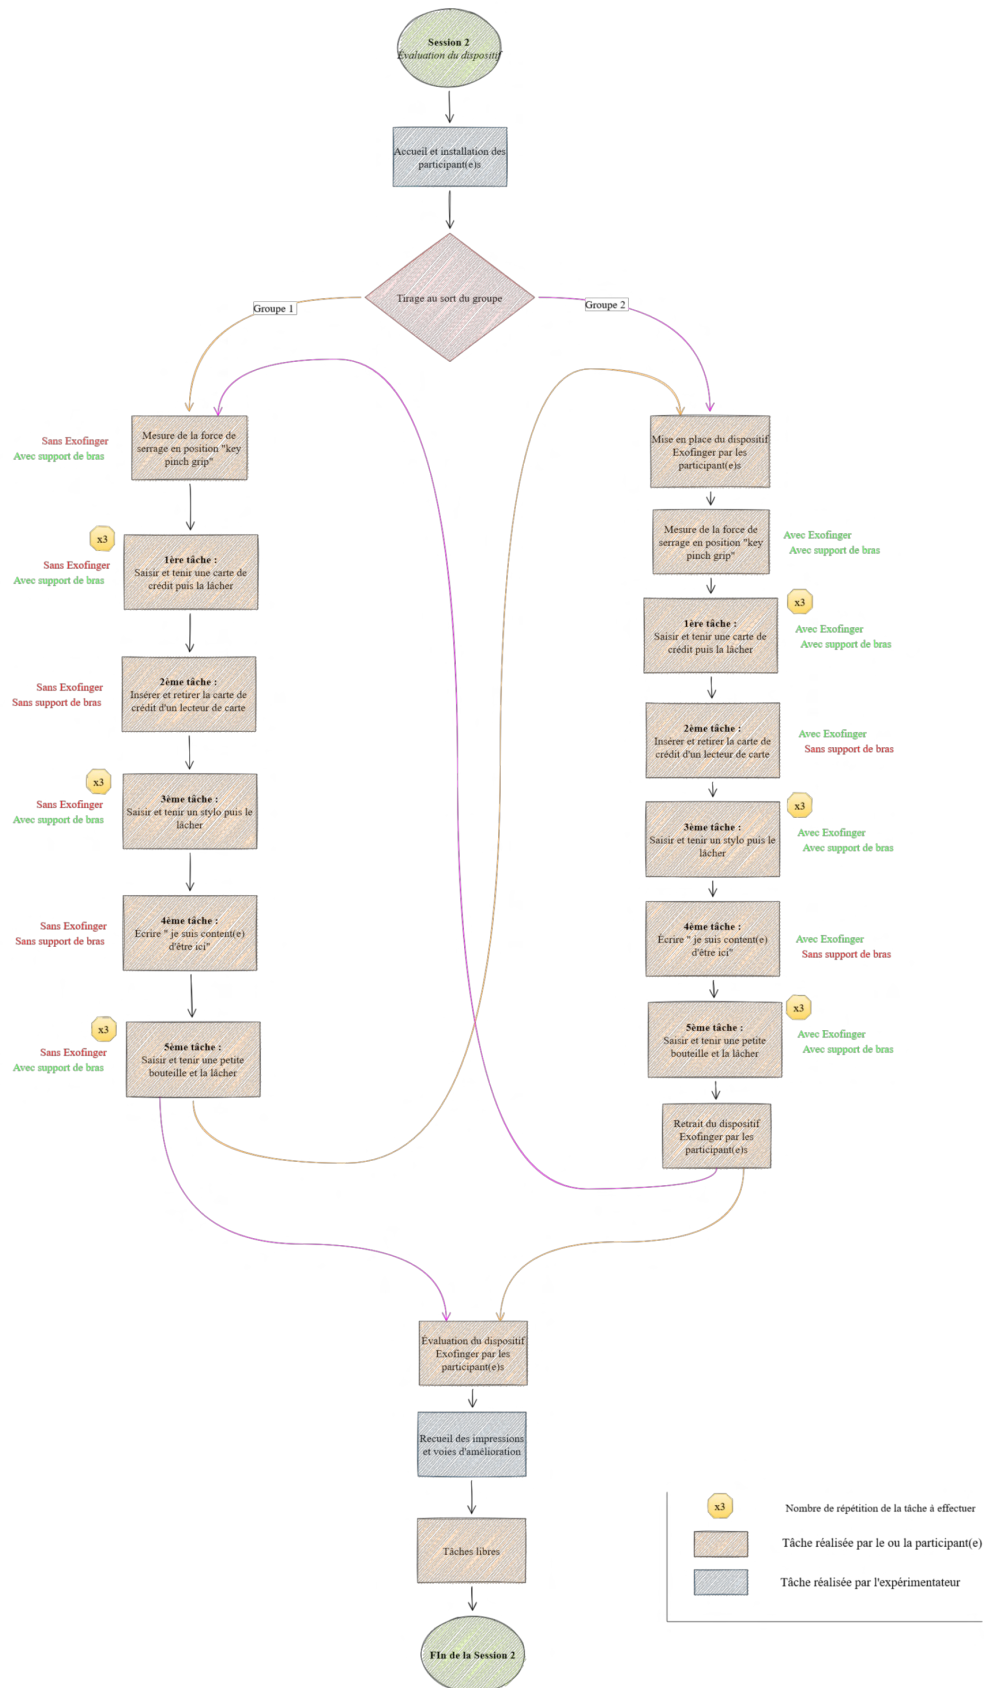 Session 2
Évaluation du dispositif
Accueil et installation des
participant(e)s
Tirage au sort du groupe
Groupe 1
Groupe 2
Sans Exofinger
Avec support de bras
Mesure de la force de
serrage en position "key
pinch grip"
x3
Sans Exofinger
Avec support de bras
1ère tâche :
Saisir et tenir une carte de
crédit puis la lâcher
Sans Exofinger
Sans support de bras
2ème tâche :
Insérer et retirer la carte de
crédit d'un lecteur de carte
x3
Sans Exofinger
Avec support de bras
3ème tâche :
Saisir et tenir un stylo puis le
lâcher
Sans Exofinger
Sans support de bras
4ème tâche :
Écrire " je suis content(e)
d'être ici"
x3
Sans Exofinger
Avec support de bras
5ème tâche :
Saisir et tenir une petite
bouteille et la lâcher
Mise en place du dispositif
Exofinger par les
participant(e)s
Mesure de la force de
serrage en position "key
pinch grip"
Avec Exofinger
Avec support de bras
1ère tâche :
Saisir et tenir une carte de
crédit puis la lâcher
x3
Avec Exofinger
Avec support de bras
2ème tâche :
Insérer et retirer la carte de
crédit d'un lecteur de carte
Avec Exofinger
Sans support de bras
3ème tâche :
Saisir et tenir un stylo puis le
lâcher
x3
Avec Exofinger
Avec support de bras
4ème tâche :
Écrire " je suis content(e)
d'être ici"
Avec Exofinger
Sans support de bras
5ème tâche :
Saisir et tenir une petite
bouteille et la lâcher
x3
Avec Exofinger
Avec support de bras
Retrait du dispositif
Exofinger par les
participant(e)s
Évaluation du dispositif
Exofinger par les
participant(e)s
Recueil des impressions
et voies d'amélioration
Tâches libres
FIn de la Session 2
x3
Nombre de répétition de la tâche à effectuer
Tâche réalisée par le ou la participant(e)
Tâche réalisée par l'expérimentateur